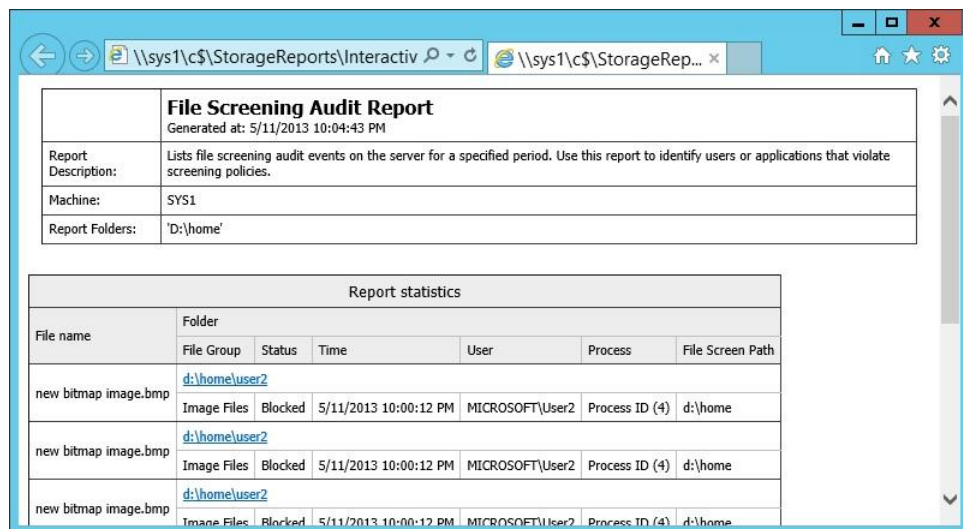 \\sys1\c$\StorageReports\Interactiv
\\sys1\c$\StorageRep...
File Screening Audit Report
Generated at: 5/11/2013 10:04:43 PM
Report Description:
Lists file screening audit events on the server for a specified period. Use this report to identify users or applications that violate
screening policies.
Machine:
SYS1
Report Folders:
'D:\home'
Report statistics
File name
Folder
File Group Status Time User Process File Screen Path
new bitmap image.bmp
d:\home\user2
Image Files Blocked 5/11/2013 10:00:12 PM MICROSOFT\User2 Process ID (4) d:\home
new bitmap image.bmp
d:\home\user2
Image Files Blocked 5/11/2013 10:00:12 PM MICROSOFT\User2 Process ID (4) d:\home
new bitmap image.bmp
d:\home\user2
Image Files Blocked 5/11/2013 10:00:12 PM MICROSOFT\User2 Process ID (4) d:\home